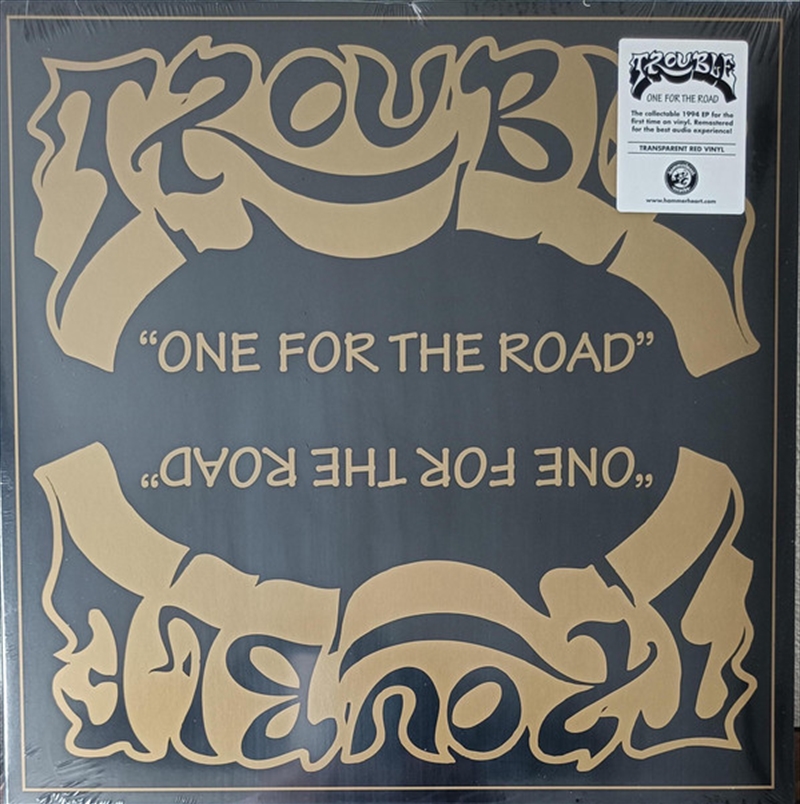 TROUBLE
TROUBLE
ONE FOR THE ROAD
The collectable 1994 EP for the
first time on vinyl. Remastered
for the best audio experience!
TRANSPARENT RED VINYL
www.hammerheart.com
“ONE FOR THE ROAD”
“ONE FOR THE ROAD”
TROUBLE